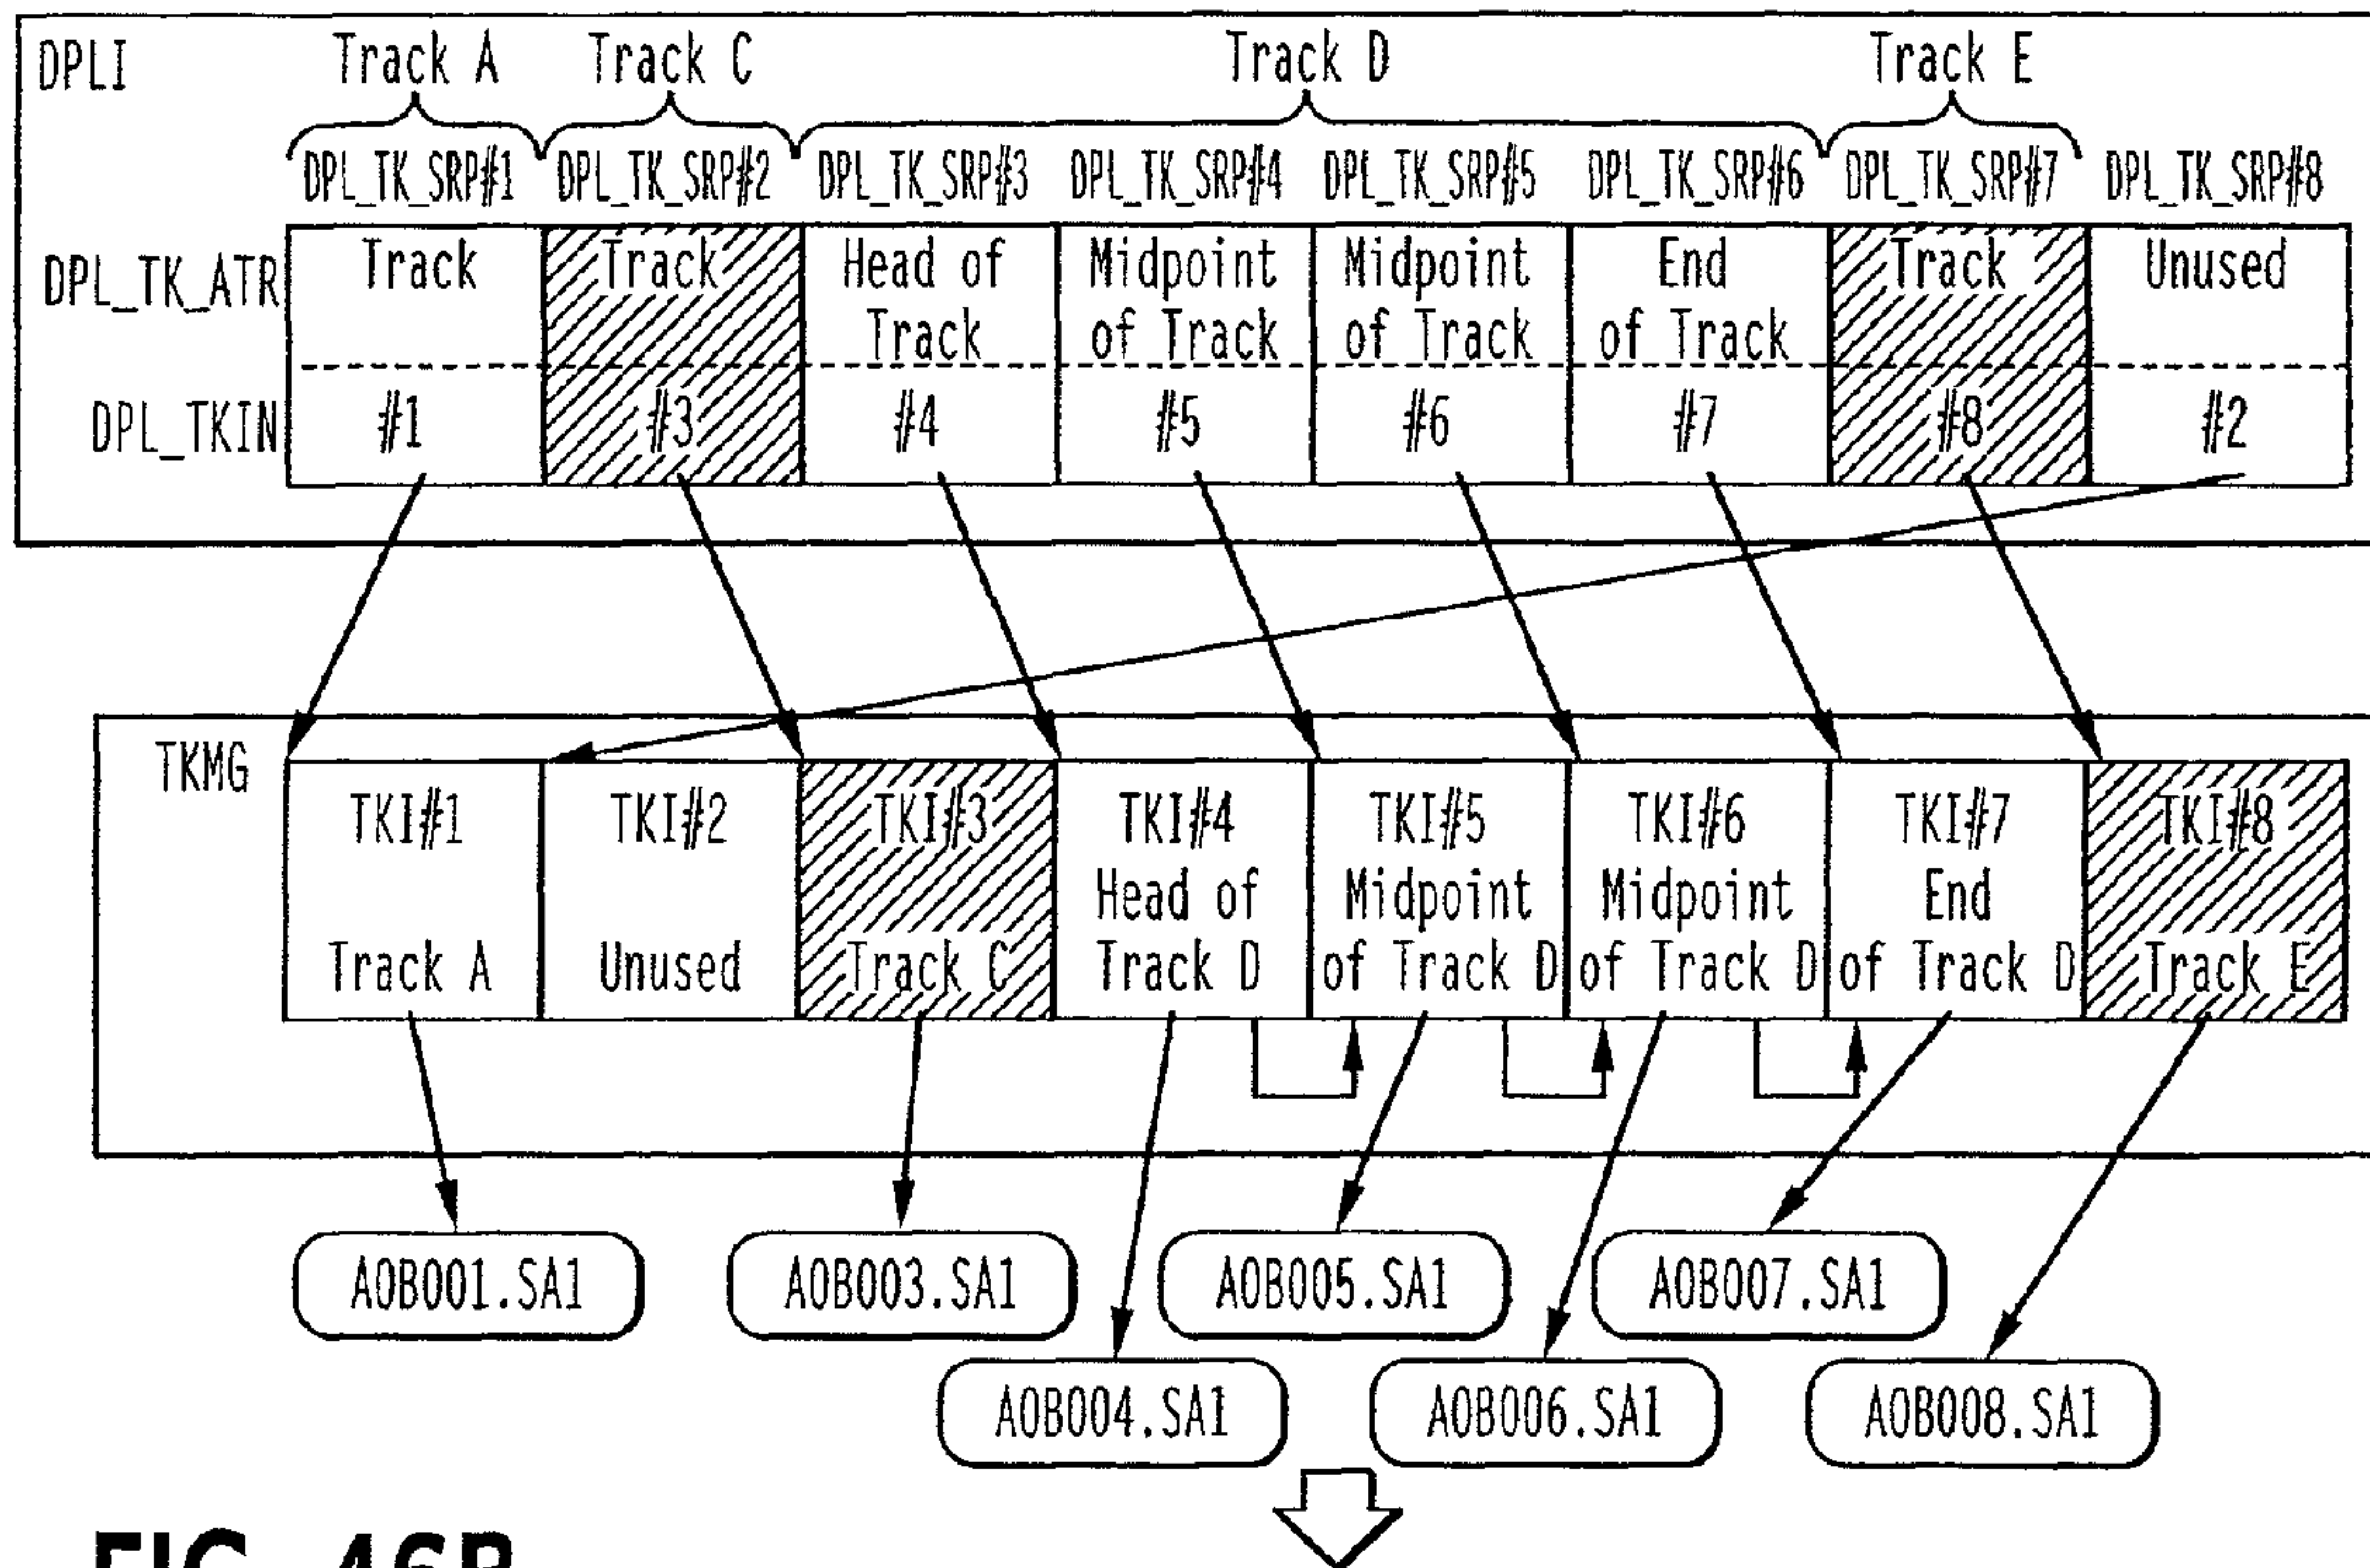 DPLI Track A Track C Track D Track E
DPL_TK_SRP#1 DPL_TK_SRP#2 DPL_TK_SRP#3 DPL_TK_SRP#4 DPL_TK_SRP#5 DPL_TK_SRP#6 DPL_TK_SRP#7 DPL_TK_SRP#8
DPL_TK_ATR Track Track Head of Midpoint Midpoint End Track Unused
Track of Track of Track of Track
DPL_TKIN #1 #3 #4 #5 #6 #7 #8 #2
TKMG
TKI#1 TKI#2 TKI#3 TKI#4 TKI#5 TKI#6 TKI#7 TKI#8
Head of Midpoint Midpoint End
Track A Unused Track C Track D of Track D of Track D of Track D Track E
AOB001.SA1 AOB003.SA1 AOB005.SA1 AOB007.SA1
AOB004.SA1 AOB006.SA1 AOB008.SA1
FIG. 46B